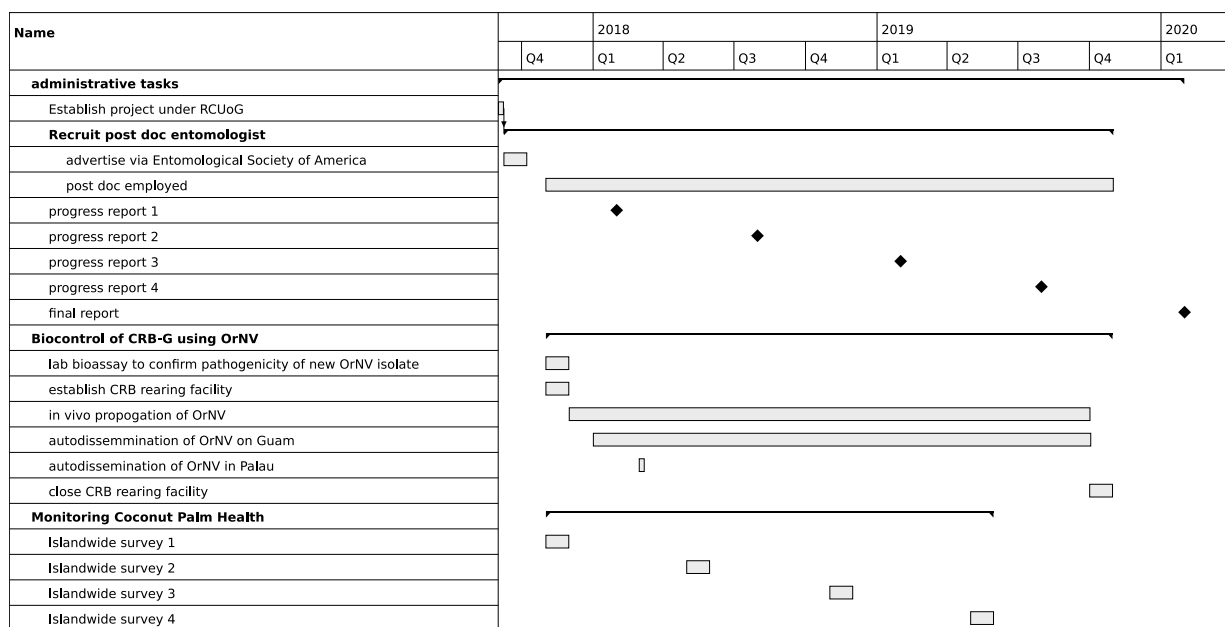 Name
2018 2019 2020
Q4 Q1 Q2 Q3 Q4 Q1 Q2 Q3 Q4 Q1
administrative tasks
Establish project under RCUoG
Recruit post doc entomologist
advertise via Entomological Society of America
post doc employed
progress report 1
progress report 2
progress report 3
progress report 4
final report
Biocontrol of CRB-G using OrNV
lab bioassay to confirm pathogenicity of new OrNV isolate
establish CRB rearing facility
in vivo propogation of OrNV
autodissemmination of OrNV on Guam
autodissemination of OrNV in Palau
close CRB rearing facility
Monitoring Coconut Palm Health
Islandwide survey 1
Islandwide survey 2
Islandwide survey 3
Islandwide survey 4